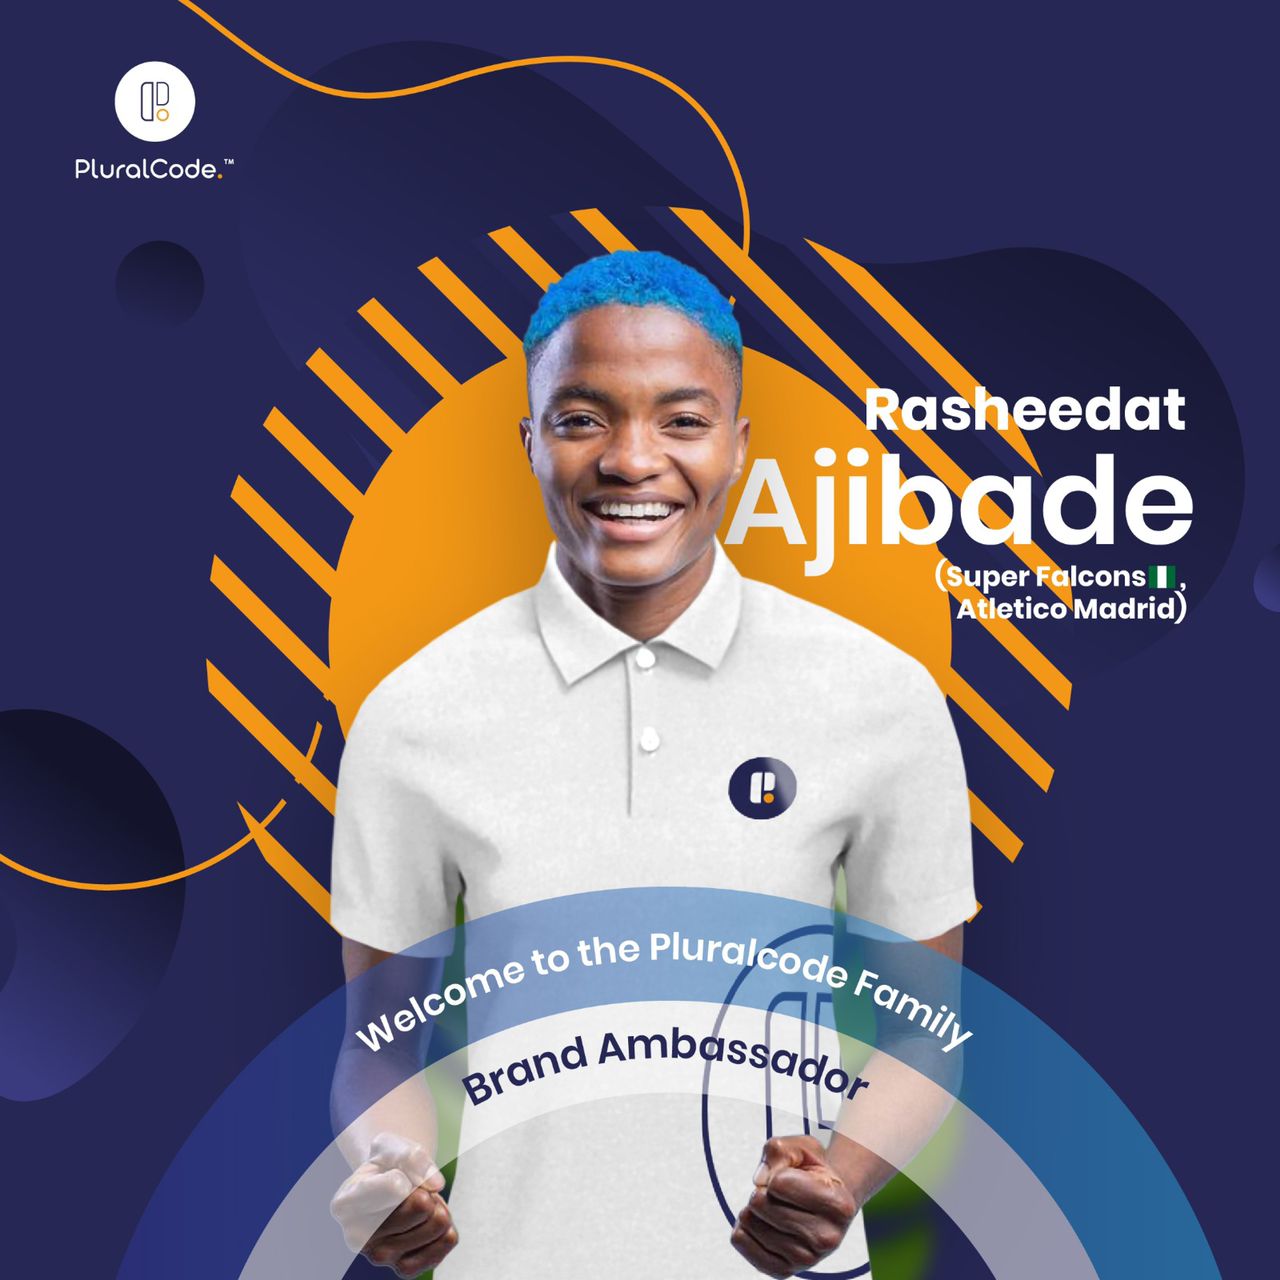 PluralCode.™
Rasheedat
Ajibade
(Super Falcons🇳🇬,
Atletico Madrid)
Welcome to the Pluralcode Family
Brand Ambassador